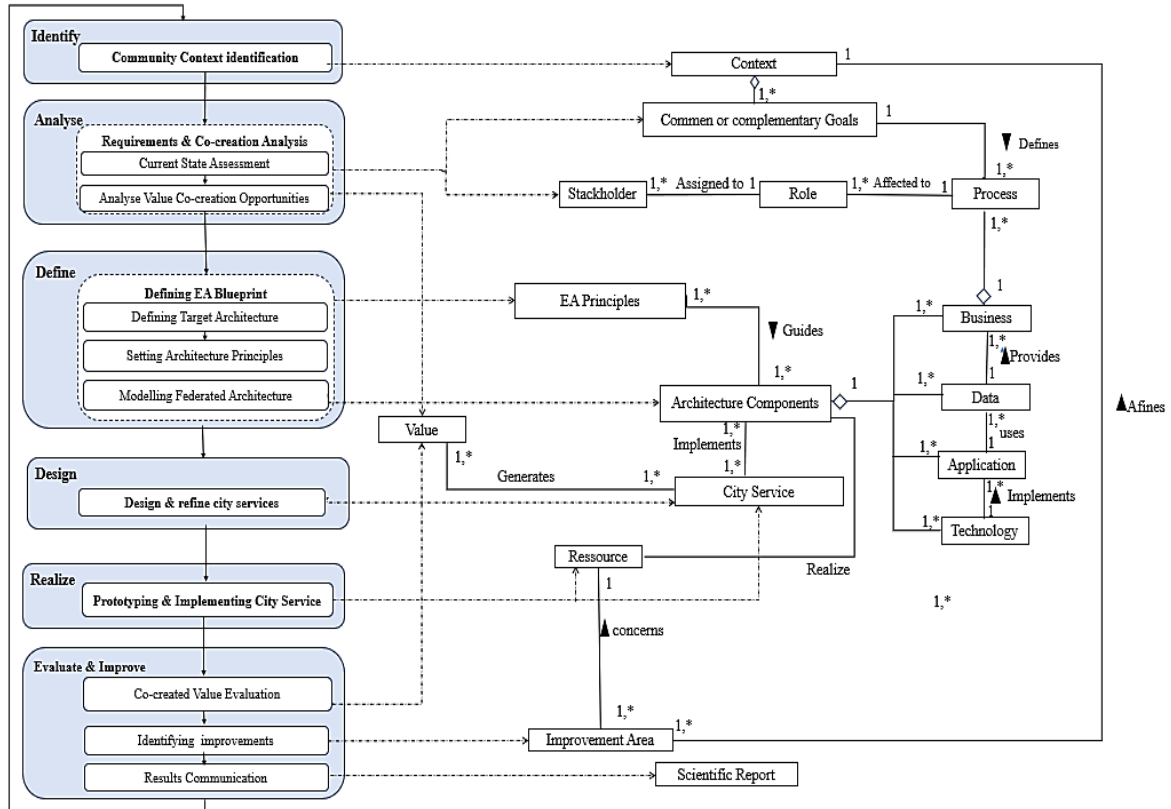 Identify
Community Context identification
Analyse
Requirements & Co-creation Analysis
Current State Assessment
Analyse Value Co-creation Opportunities
Define
Defining EA Blueprint
Defining Target Architecture
Setting Architecture Principles
Modelling Federated Architecture
Design
Design & refine city services
Realize
Prototyping & Implementing City Service
Evaluate & Improve
Co-created Value Evaluation
Identifying improvements
Results Communication
Context
1
1,*
Commen or complementary Goals
1
Defines
1,*
Stackholder
1,* Assigned to 1
Role
1,* Affected to 1
Process
1,*
1
EA Principles
1,*
Guides
1,*
Architecture Components
1
1,*
Business
1,*
Provides
1
1,*
Data
1,*
uses
1
1,*
Application
1,*
Implements
1
1,*
Technology
Afines
Value
1,*
Generates
1,*
Implements
1,*
1,*
City Service
Ressource
1
Realize
1,*
concerns
1,*
1,*
Improvement Area
Scientific Report